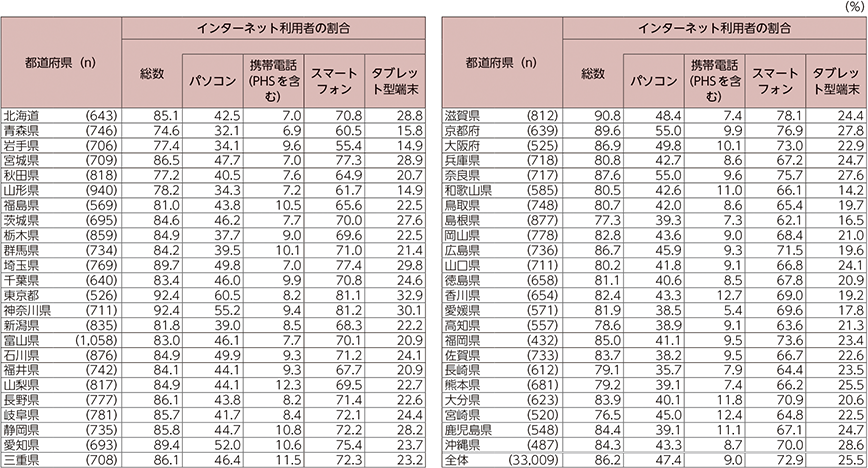 (%)
都道府県 (n) インターネット利用者の割合
総数 パソコン 携帯電話(PHSを含む) スマートフォン タブレット型端末
北海道 (643) 85.1 42.5 7.0 70.8 28.8
青森県 (746) 74.6 32.1 6.9 60.5 15.8
岩手県 (706) 77.4 34.1 9.6 55.4 14.9
宮城県 (709) 86.5 47.7 7.0 77.3 28.9
秋田県 (818) 77.2 40.5 7.6 64.9 20.7
山形県 (940) 78.2 34.3 7.2 61.7 14.9
福島県 (569) 81.0 43.8 10.5 65.6 22.5
茨城県 (695) 84.6 46.2 7.7 70.0 27.6
栃木県 (859) 84.9 37.7 9.0 69.6 22.5
群馬県 (734) 84.2 39.5 10.1 71.0 21.4
埼玉県 (769) 89.7 49.8 7.0 77.4 29.8
千葉県 (640) 83.4 46.0 9.9 70.8 24.6
東京都 (526) 92.4 60.5 8.2 81.1 32.9
神奈川県 (711) 92.4 55.2 9.4 81.2 30.1
新潟県 (835) 81.8 39.0 8.5 68.3 22.2
富山県 (1,058) 83.0 46.1 7.7 70.1 20.9
石川県 (876) 84.9 49.9 9.3 71.2 24.1
福井県 (742) 84.1 44.1 9.3 67.7 20.9
山梨県 (817) 84.9 44.1 12.3 69.5 22.7
長野県 (777) 86.1 43.8 8.2 71.4 22.6
岐阜県 (781) 85.7 41.7 8.4 72.1 24.4
静岡県 (735) 85.8 44.7 10.8 72.2 28.2
愛知県 (693) 89.4 52.0 10.6 75.4 23.7
三重県 (708) 86.1 46.4 11.5 72.3 23.2
都道府県 (n) インターネット利用者の割合
総数 パソコン 携帯電話(PHSを含む) スマートフォン タブレット型端末
滋賀県 (812) 90.8 48.4 7.4 78.1 24.4
京都府 (639) 89.6 55.0 9.9 76.9 27.8
大阪府 (525) 86.9 49.8 10.1 73.0 22.9
兵庫県 (718) 80.8 42.7 8.6 67.2 24.7
奈良県 (717) 87.6 55.0 9.6 75.7 27.6
和歌山県 (585) 80.5 42.6 11.0 66.1 14.2
鳥取県 (748) 80.7 42.0 8.6 65.4 19.7
島根県 (877) 77.3 39.3 7.3 62.1 16.5
岡山県 (778) 82.8 43.6 9.0 68.4 21.0
広島県 (736) 86.7 45.9 9.3 71.5 19.6
山口県 (711) 80.2 41.8 9.1 66.8 24.1
徳島県 (658) 81.1 40.6 8.5 67.8 20.9
香川県 (654) 82.4 43.3 12.7 69.0 19.2
愛媛県 (571) 81.9 38.5 5.4 69.6 17.8
高知県 (557) 78.6 38.9 9.1 63.6 21.3
福岡県 (432) 85.0 41.1 9.5 73.6 23.4
佐賀県 (733) 83.7 38.2 9.5 66.7 22.6
長崎県 (612) 79.1 35.7 7.9 64.4 23.5
熊本県 (681) 79.2 39.1 7.4 66.2 25.5
大分県 (623) 83.9 40.1 11.8 70.9 20.6
宮崎県 (520) 76.5 45.0 12.4 64.8 22.5
鹿児島県 (548) 84.4 39.1 11.1 67.1 24.7
沖縄県 (487) 84.3 43.3 8.7 70.0 28.6
全体 (33,009) 86.2 47.4 9.0 72.9 25.5